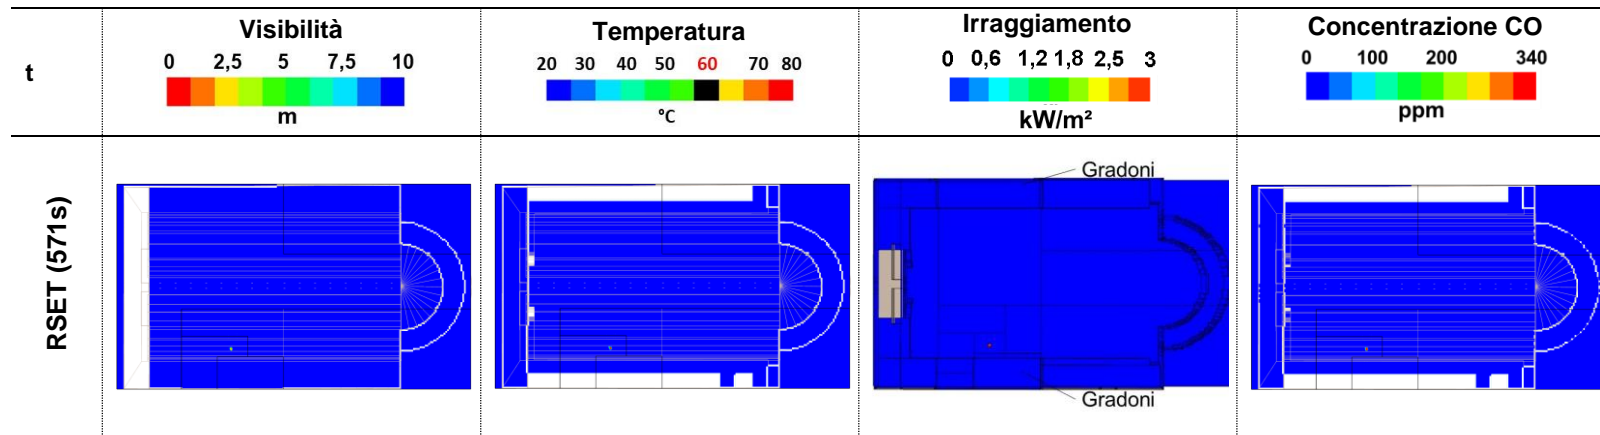 t
Visibilità
0 2,5 5 7,5 10
m
Temperatura
20 30 40 50 60 70 80
°C
Irraggiamento
0 0,6 1,2 1,8 2,5 3
kW/m²
Concentrazione CO
0 100 200 340
ppm
RSET (571s)
Gradoni
Gradoni